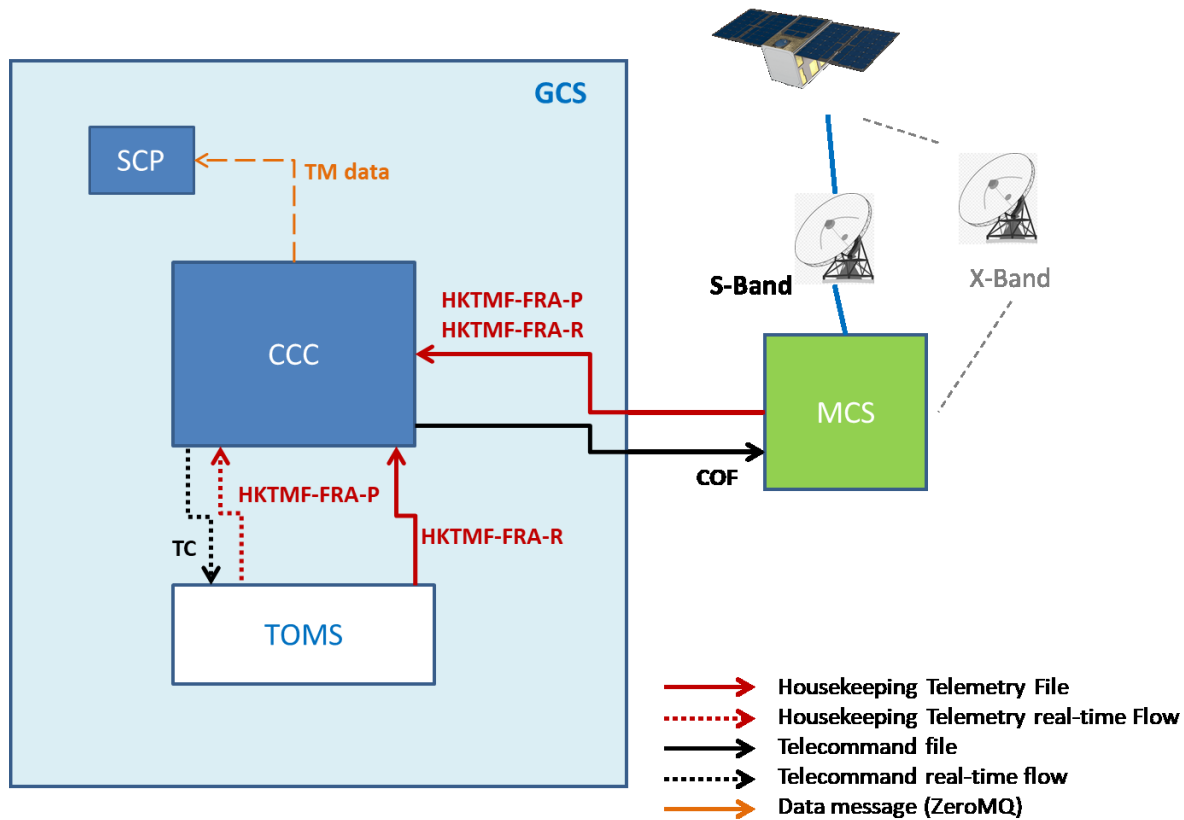 GCS
SCP
TM data
S-Band
X-Band
HKTMF-FRA-P
HKTMF-FRA-R
CCC
MCS
COF
HKTMF-FRA-P
HKTMF-FRA-R
TC
TOMS
Housekeeping Telemetry File
Housekeeping Telemetry real-time Flow
Telecommand file
Telecommand real-time flow
Data message (ZeroMQ)